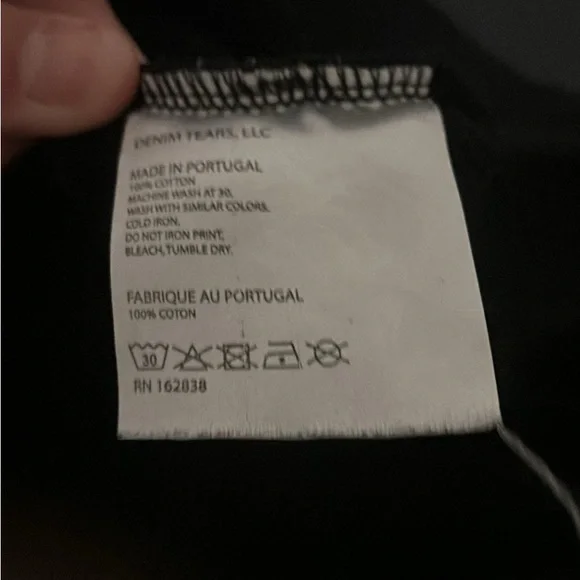 DENIM TEARS, LLC
MADE IN PORTUGAL
100% COTTON
MACHINE WASH AT 30,
WASH WITH SIMILAR COLORS,
COLD IRON,
DO NOT IRON PRINT,
BLEACH, TUMBLE DRY.
FABRIQUE AU PORTUGAL
100% COTON
30
RN 162838